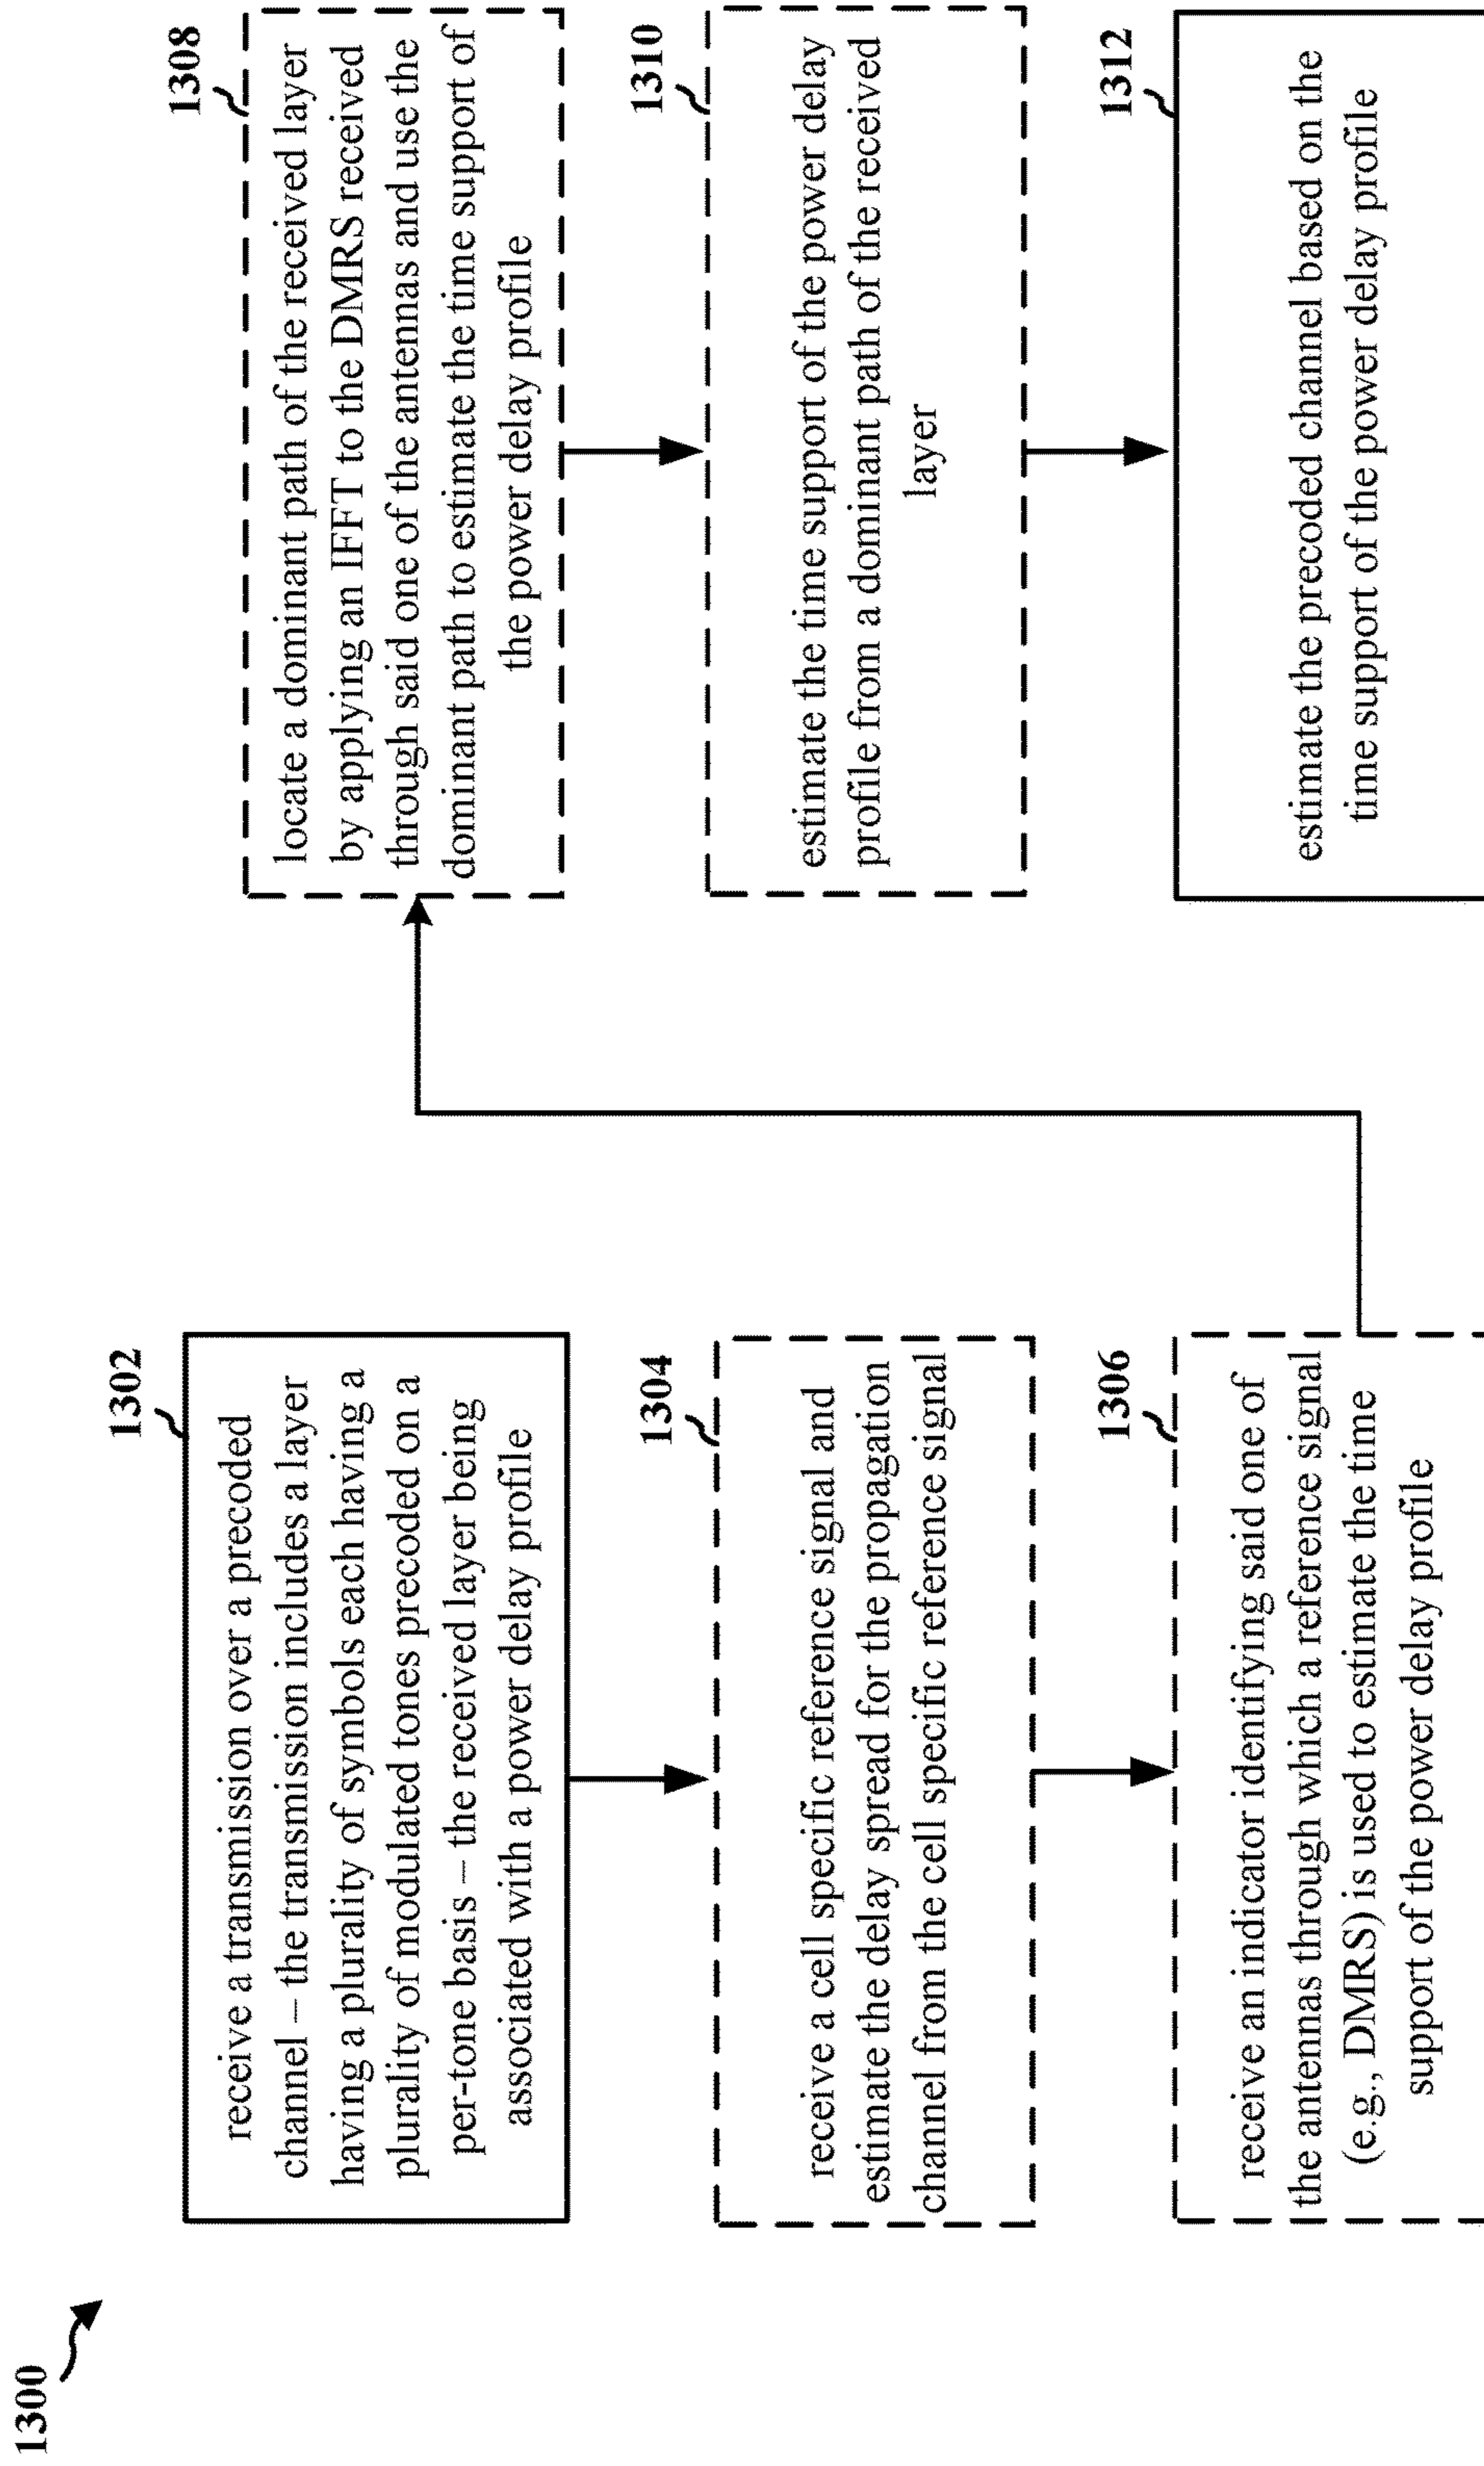 1300
1302
receive a transmission over a precoded
channel – the transmission includes a layer
having a plurality of symbols each having a
plurality of modulated tones precoded on a
per-tone basis – the received layer being
associated with a power delay profile
1304
receive a cell specific reference signal and
estimate the delay spread for the propagation
channel from the cell specific reference signal
1306
receive an indicator identifying said one of
the antennas through which a reference signal
(e.g., DMRS) is used to estimate the time
support of the power delay profile
1308
locate a dominant path of the received layer
by applying an IFFT to the DMRS received
through said one of the antennas and use the
dominant path to estimate the time support of
the power delay profile
1310
estimate the time support of the power delay
profile from a dominant path of the received
layer
1312
estimate the precoded channel based on the
time support of the power delay profile